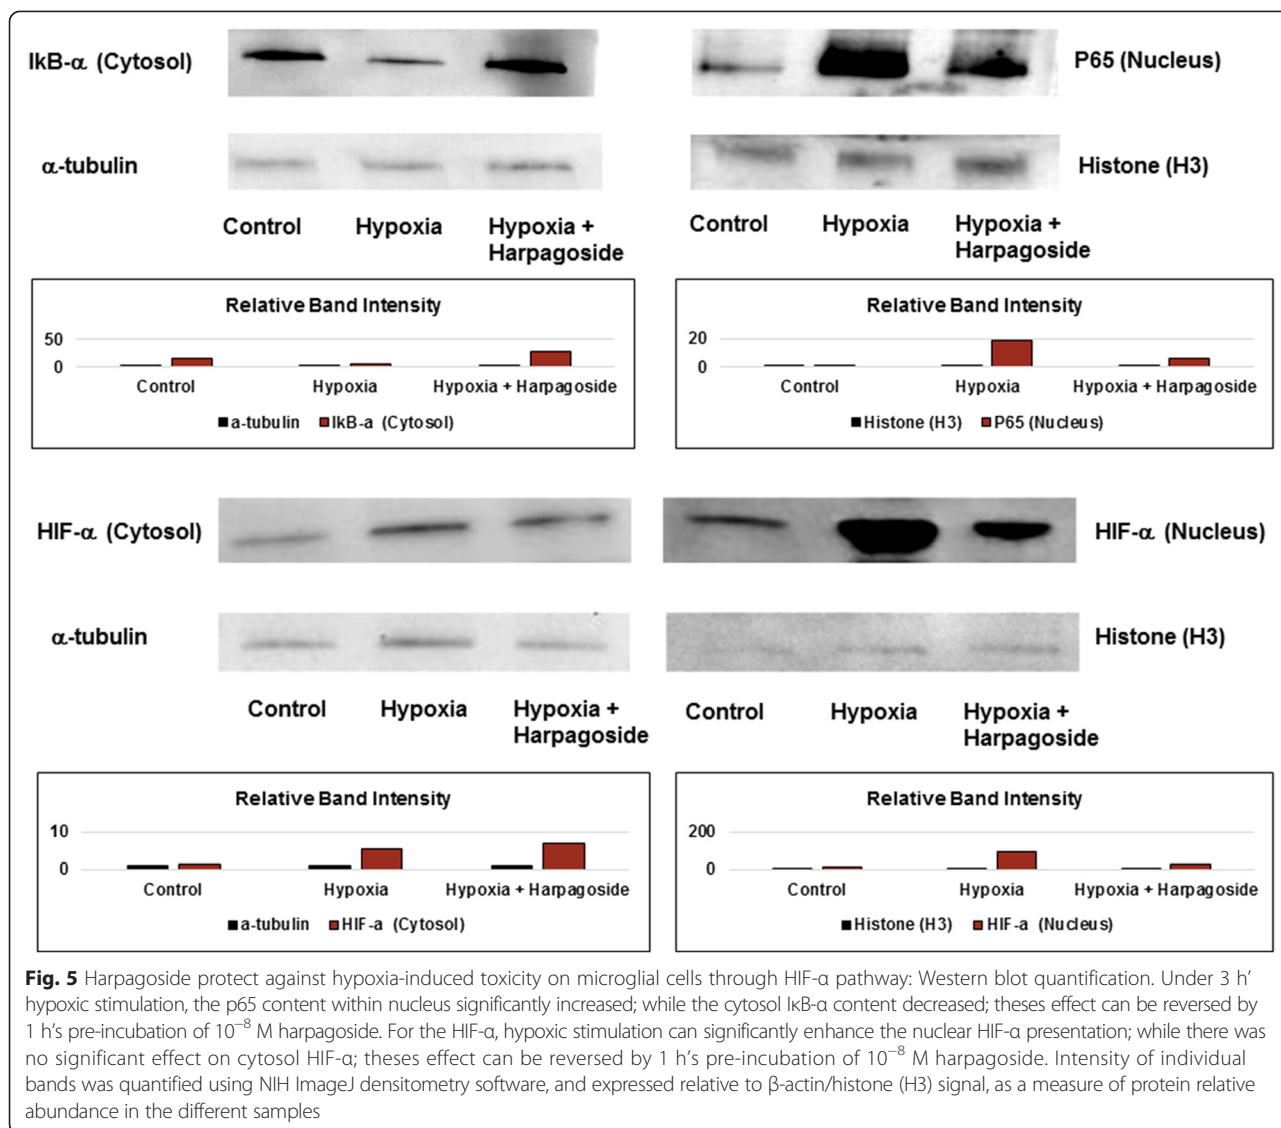 IkB-α (Cytosol)
α-tubulin
Control Hypoxia Hypoxia +
Harpagoside
P65 (Nucleus)
Histone (H3)
Control Hypoxia Hypoxia +
Harpagoside
Relative Band Intensity
50
0
Control Hypoxia Hypoxia + Harpagoside
a-tubulin IkB-a (Cytosol)
Relative Band Intensity
20
0
Control Hypoxia Hypoxia + Harpagoside
Histone (H3) P65 (Nucleus)
HIF-α (Cytosol)
α-tubulin
Control Hypoxia Hypoxia +
Harpagoside
HIF-α (Nucleus)
Histone (H3)
Control Hypoxia Hypoxia +
Harpagoside
Relative Band Intensity
10
0
Control Hypoxia Hypoxia + Harpagoside
a-tubulin HIF-a (Cytosol)
Relative Band Intensity
200
0
Control Hypoxia Hypoxia + Harpagoside
Histone (H3) HIF-a (Nucleus)
Fig. 5 Harpagoside protect against hypoxia-induced toxicity on microglial cells through HIF-α pathway: Western blot quantification. Under 3 h’
hypoxic stimulation, the p65 content within nucleus significantly increased; while the cytosol IκB-α content decreased; theses effect can be reversed by
1 h’s pre-incubation of 10⁻⁸ M harpagoside. For the HIF-α, hypoxic stimulation can significantly enhance the nuclear HIF-α presentation; while there was
no significant effect on cytosol HIF-α; theses effect can be reversed by 1 h’s pre-incubation of 10⁻⁸ M harpagoside. Intensity of individual
bands was quantified using NIH ImageJ densitometry software, and expressed relative to β-actin/histone (H3) signal, as a measure of protein relative
abundance in the different samples